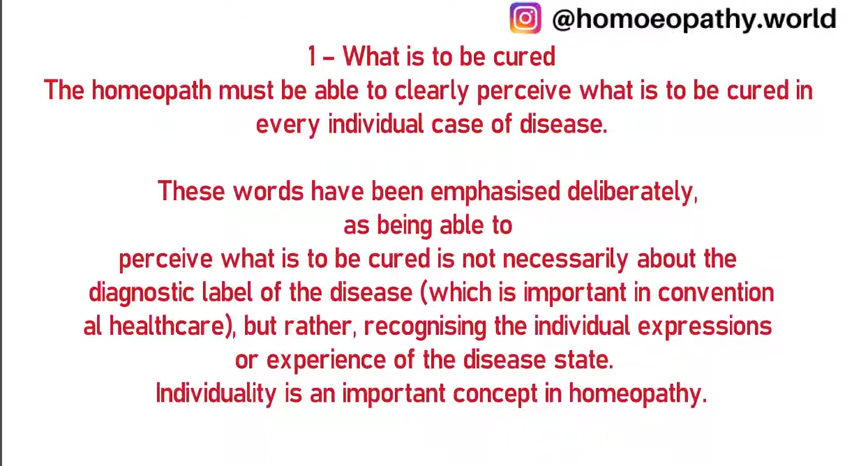 @homoeopathy.world
1 – What is to be cured
The homeopath must be able to clearly perceive what is to be cured in
every individual case of disease.
These words have been emphasised deliberately,
as being able to
perceive what is to be cured is not necessarily about the
diagnostic label of the disease (which is important in convention
al healthcare), but rather, recognising the individual expressions
or experience of the disease state.
Individuality is an important concept in homeopathy.